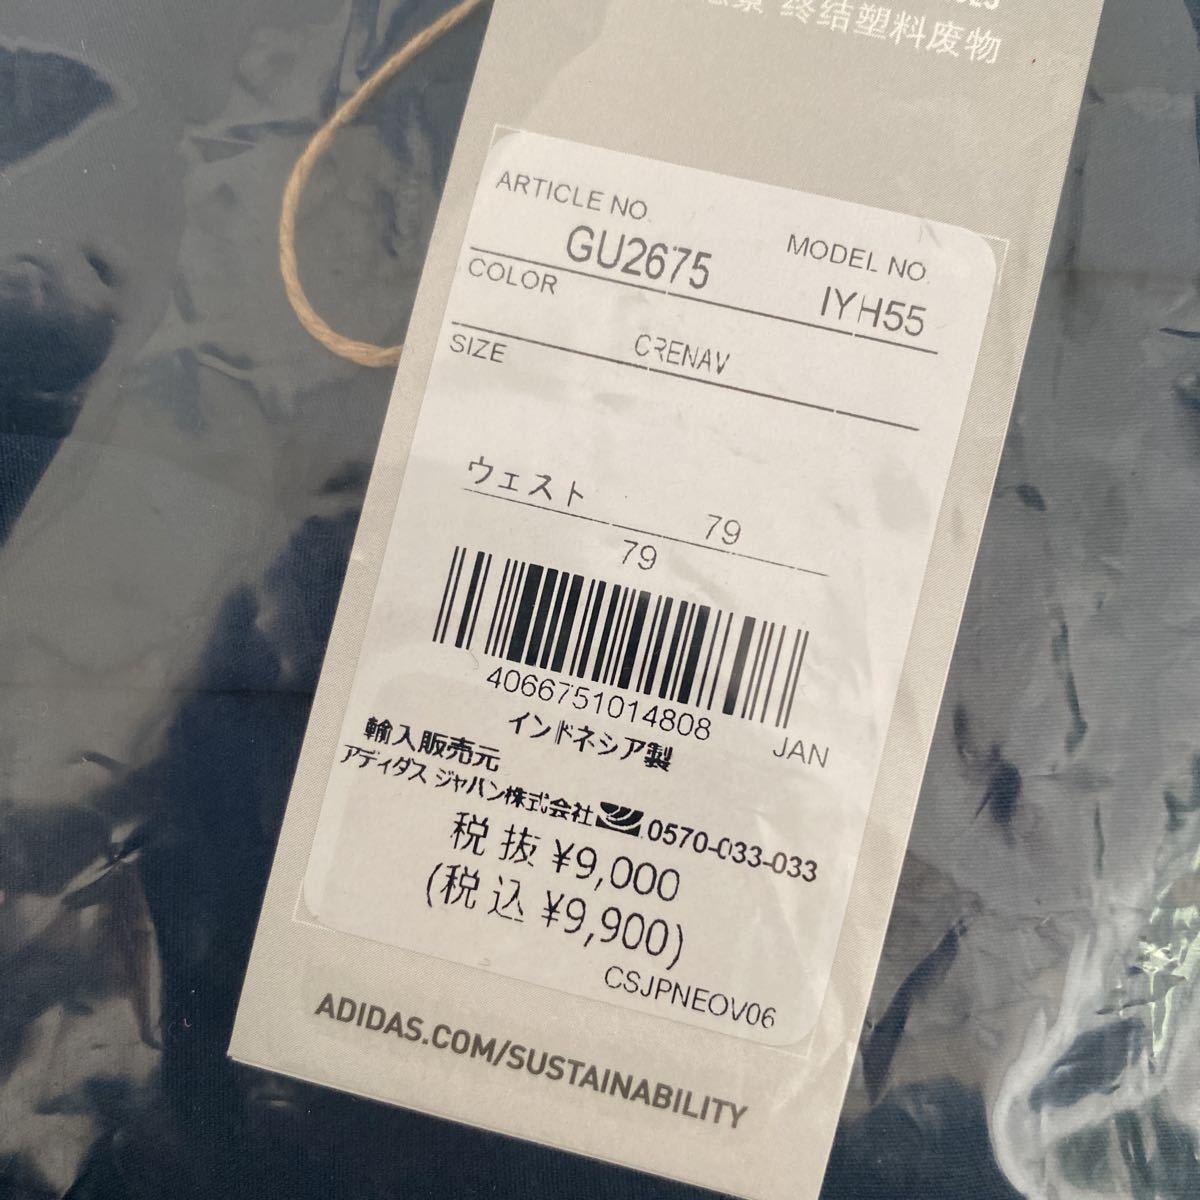 终结塑料废物
ARTICLE NO.
GU2675
MODEL NO.
IYH55
COLOR
CRENAV
SIZE
ウェスト 79
79
4066751014808
JAN
インドネシア製
輸入販売元
アディダス ジャパン株式会社 0570-033-033
税抜 ¥9,000
(税込 ¥9,900)
CSJPNEOV06
ADIDAS.COM/SUSTAINABILITY